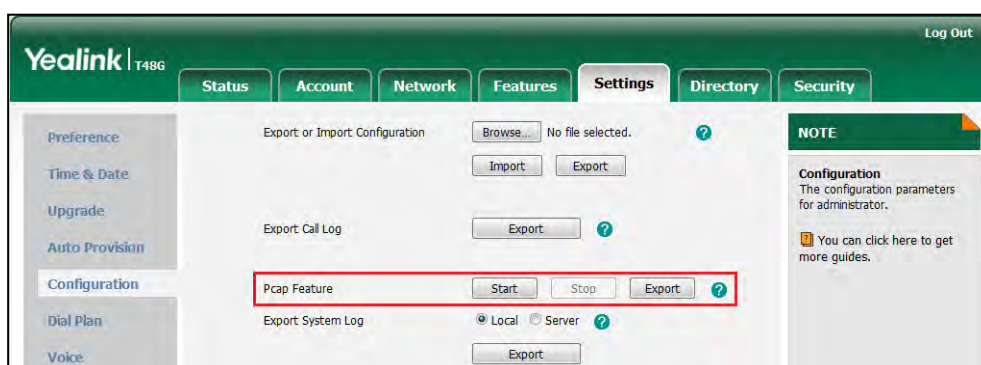 Log Out
Yealink | T48G
Status Account Network Features Settings Directory Security
Preference
Time & Date
Upgrade
Auto Provision
Configuration
Dial Plan
Voice
Export or Import Configuration Browse... No file selected. ?
Import Export
Export Call Log Export ?
Pcap Feature Start Stop Export ?
Export System Log Local Server ?
Export
NOTE
Configuration
The configuration parameters
for administrator.
? You can click here to get
more guides.